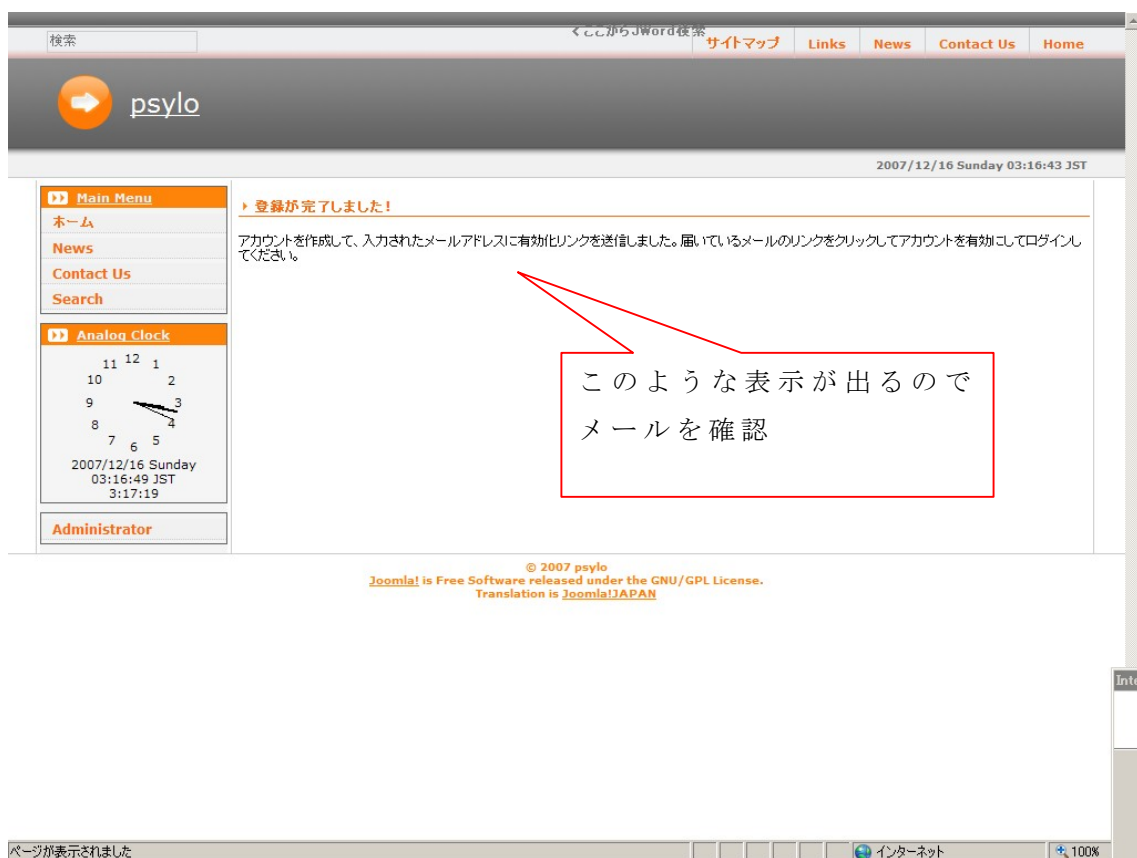 検索
くここからJWord検索
サイトマップ Links News Contact Us Home
psylo
2007/12/16 Sunday 03:16:43 JST
Main Menu
ホーム
News
Contact Us
Search
Analog Clock
12
11 1
10 2
9 3
8 4
7 5
6
2007/12/16 Sunday
03:16:49 JST
3:17:19
Administrator
登録が完了しました!
アカウントを作成して、入力されたメールアドレスに有効化リンクを送信しました。届いているメールのリンクをクリックしてアカウントを有効にしてログインし
てください。
このような表示が出るので
メールを確認
© 2007 psylo
Joomla! is Free Software released under the GNU/GPL License.
Translation is Joomla!JAPAN
Inte
ページが表示されました
インターネット 100%